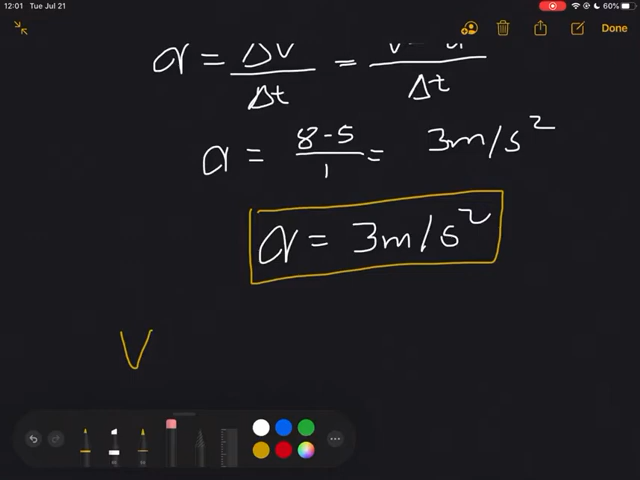 12:01 Tue Jul 21 60%
Done
a = ΔV/Δt =
Δt
a = 8-5/1 = 3m/s²
a = 3m/s²
V